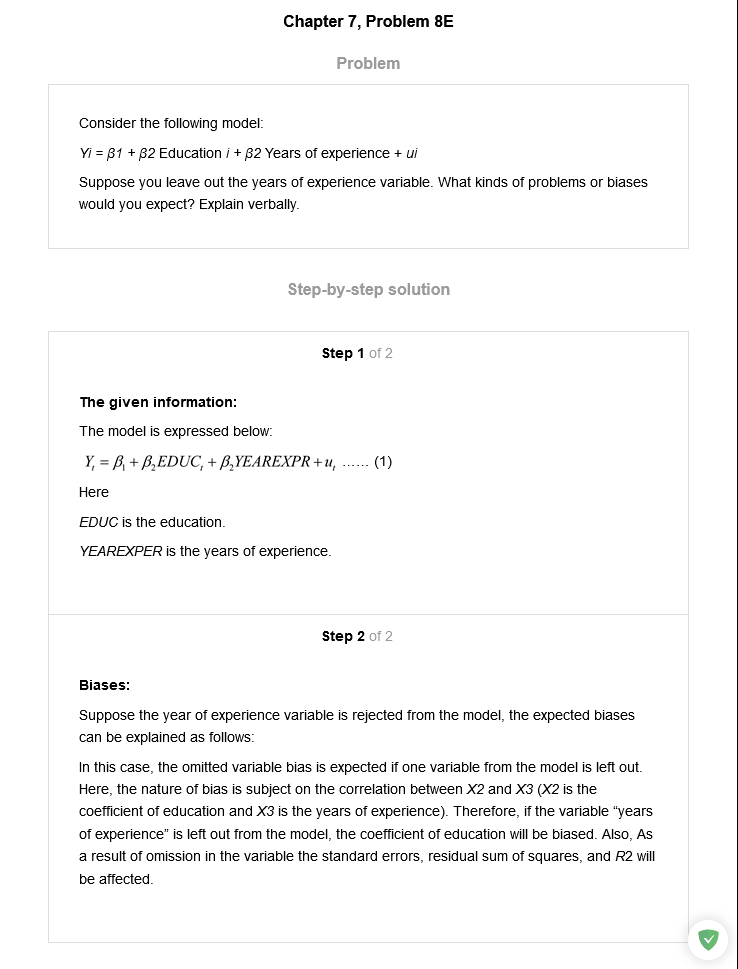 Chapter 7, Problem 8E
Problem
Consider the following model:
Yi = β1 + β2 Education i + β2 Years of experience + ui
Suppose you leave out the years of experience variable. What kinds of problems or biases
would you expect? Explain verbally.
Step-by-step solution
Step 1 of 2
The given information:
The model is expressed below:
Yₜ = β₁ + β₂EDUCₜ + β₂YEAREXPR + uₜ ...... (1)
Here
EDUC is the education.
YEAREXPER is the years of experience.
Step 2 of 2
Biases:
Suppose the year of experience variable is rejected from the model, the expected biases
can be explained as follows:
In this case, the omitted variable bias is expected if one variable from the model is left out.
Here, the nature of bias is subject on the correlation between X2 and X3 (X2 is the
coefficient of education and X3 is the years of experience). Therefore, if the variable “years
of experience” is left out from the model, the coefficient of education will be biased. Also, As
a result of omission in the variable the standard errors, residual sum of squares, and R2 will
be affected.